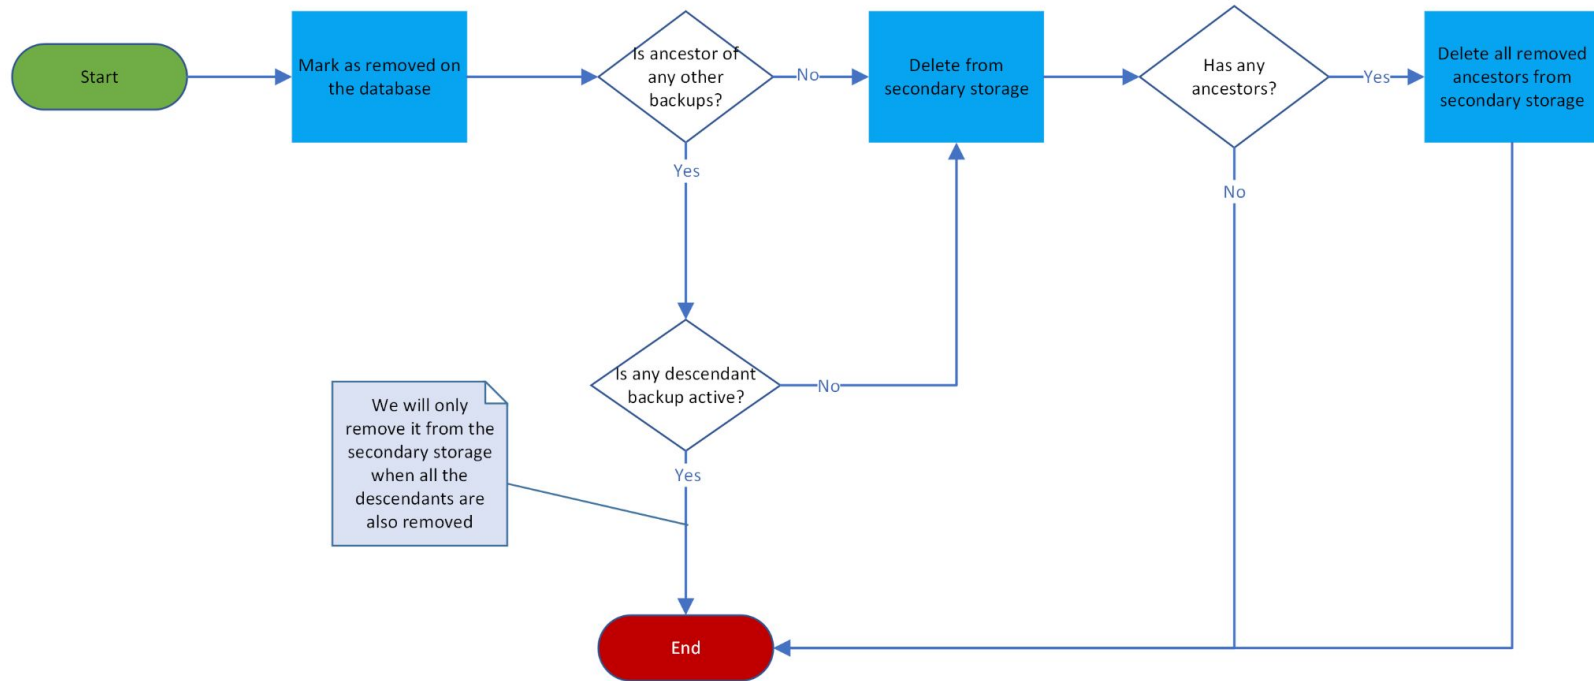 Start
Mark as removed on
the database
Is ancestor of
any other
backups?
No
Delete from
secondary storage
Has any
ancestors?
Yes
Delete all removed
ancestors from
secondary storage
Yes
No
Is any descendant
backup active?
No
We will only
remove it from the
secondary storage
when all the
descendants are
also removed
Yes
End